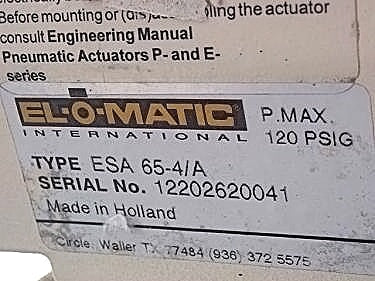 Before mounting or (dis) ling the actuator
consult Engineering Manual
Pneumatic Actuators P- and E-
series
EL-O-MATIC
INTERNATIONAL
P.MAX.
120 PSIG
TYPE ESA 65-4/A
SERIAL No. 12202620041
Made in Holland
Circle, Waller TX 77484 (936) 372 5575